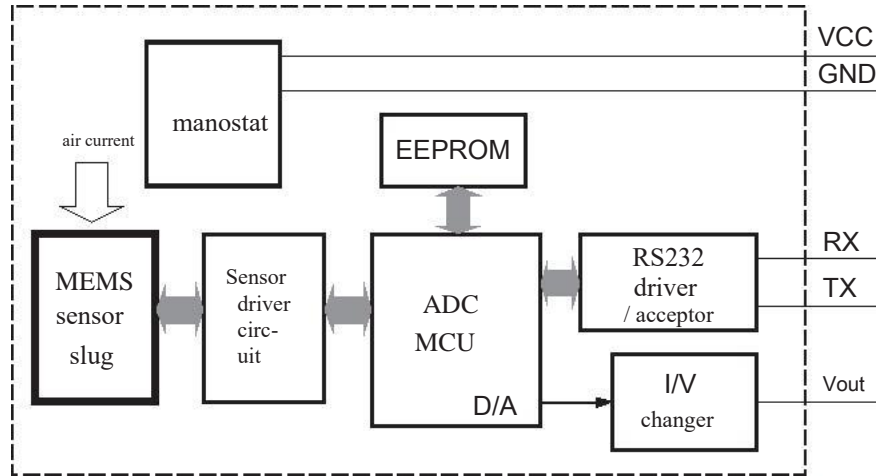 VCC
GND
manostat
air current
EEPROM
MEMS
sensor
slug
Sensor
driver
circ-
uit
ADC
MCU
D/A
RS232
driver
/ acceptor
RX
TX
I/V
changer
Vout